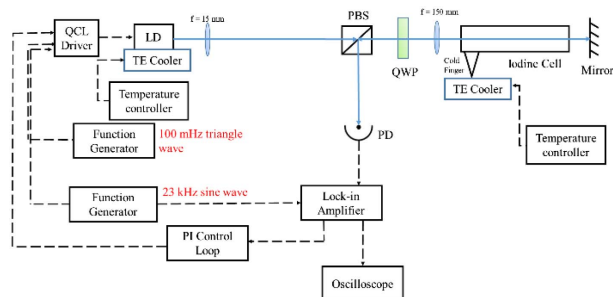 f = 15 mm
PBS
f = 150 mm
QCL
Driver
LD
TE Cooler
QWP
Cold
Finger
Iodine Cell
Mirror
TE Cooler
Temperature
controller
PD
Function
Generator
100 mHz triangle
wave
Temperature
controller
Function
Generator
23 kHz sine wave
Lock-in
Amplifier
PI Control
Loop
Oscilloscope